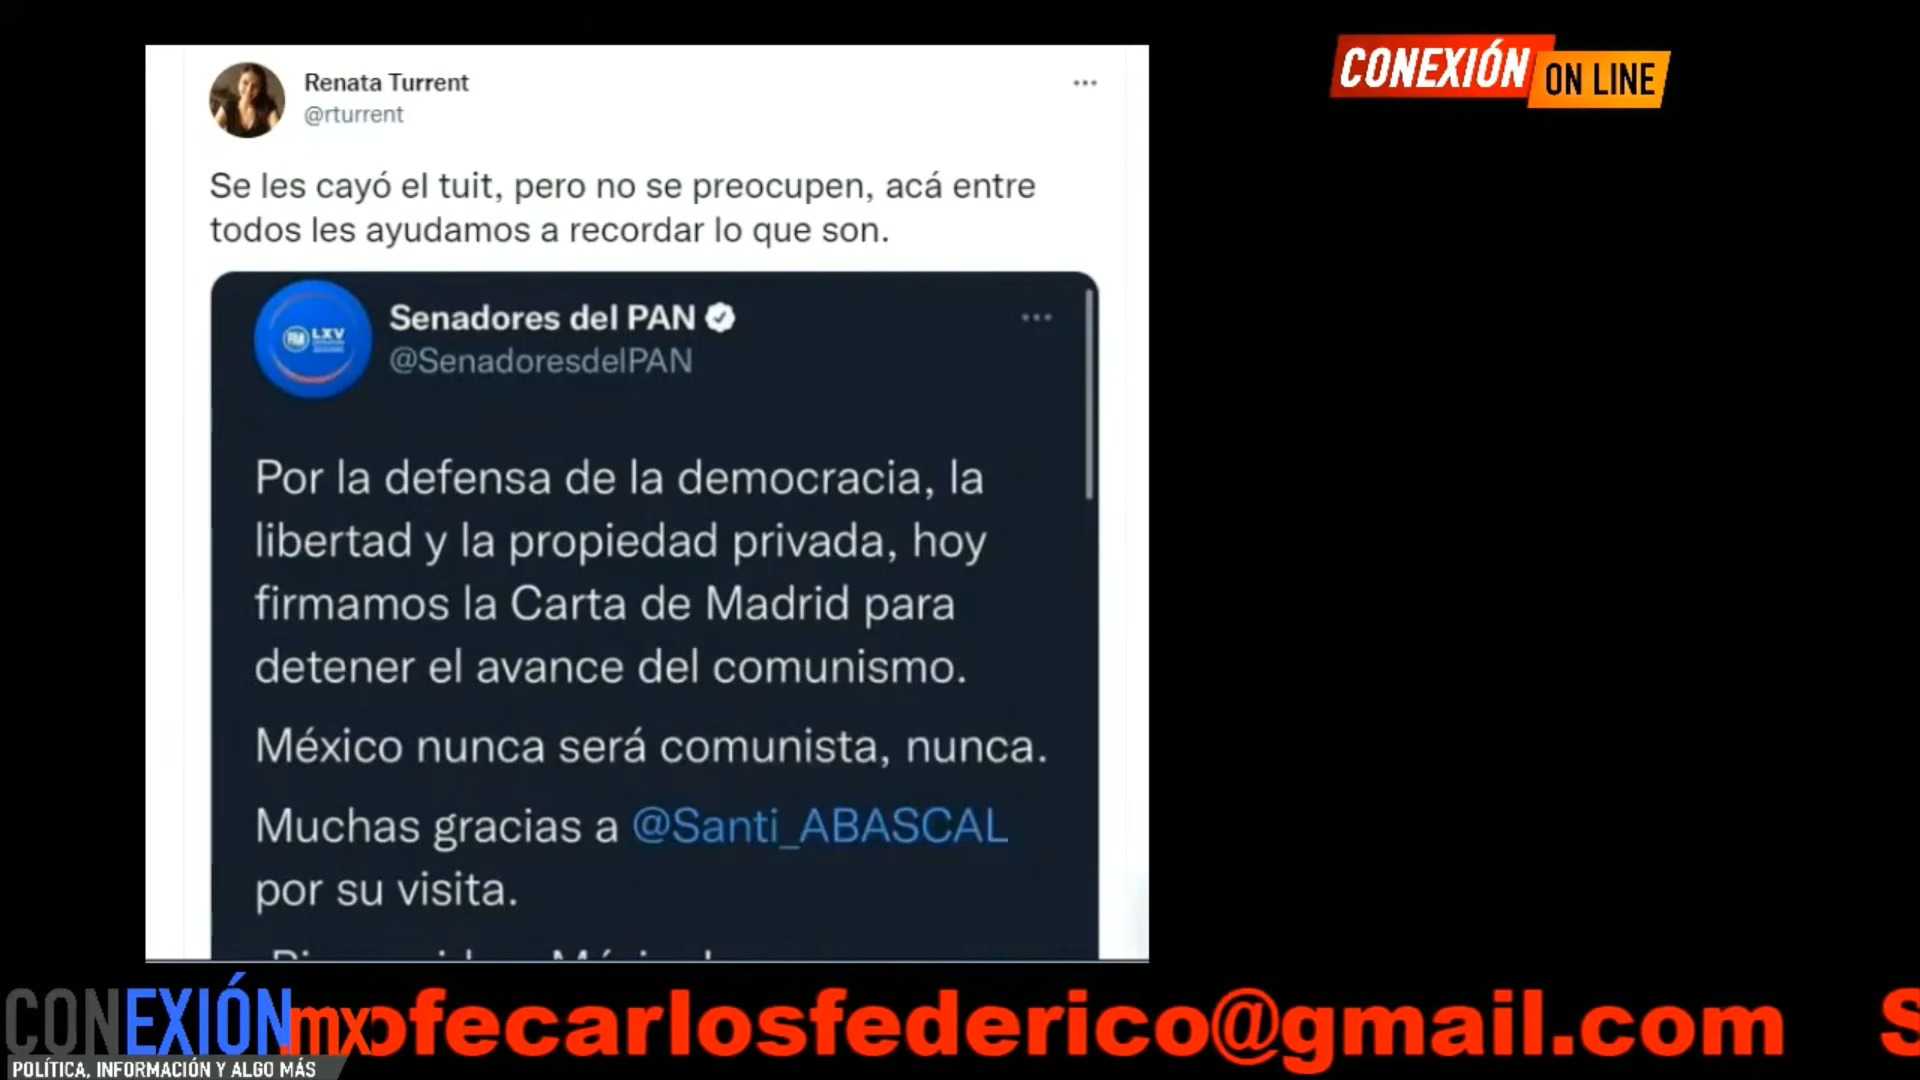 Renata Turrent
@rturrent
Se les cayó el tuit, pero no se preocupen, acá entre
todos les ayudamos a recordar lo que son.
PAN LXV
Senadores del PAN
@SenadoresdelPAN
Por la defensa de la democracia, la
libertad y la propiedad privada, hoy
firmamos la Carta de Madrid para
detener el avance del comunismo.
México nunca será comunista, nunca.
Muchas gracias a @Santi_ABASCAL
por su visita.
CONEXIÓN ON LINE
CONEXIÓNmx
ofecarlosfederico@gmail.com S
POLÍTICA, INFORMACIÓN Y ALGO MÁS